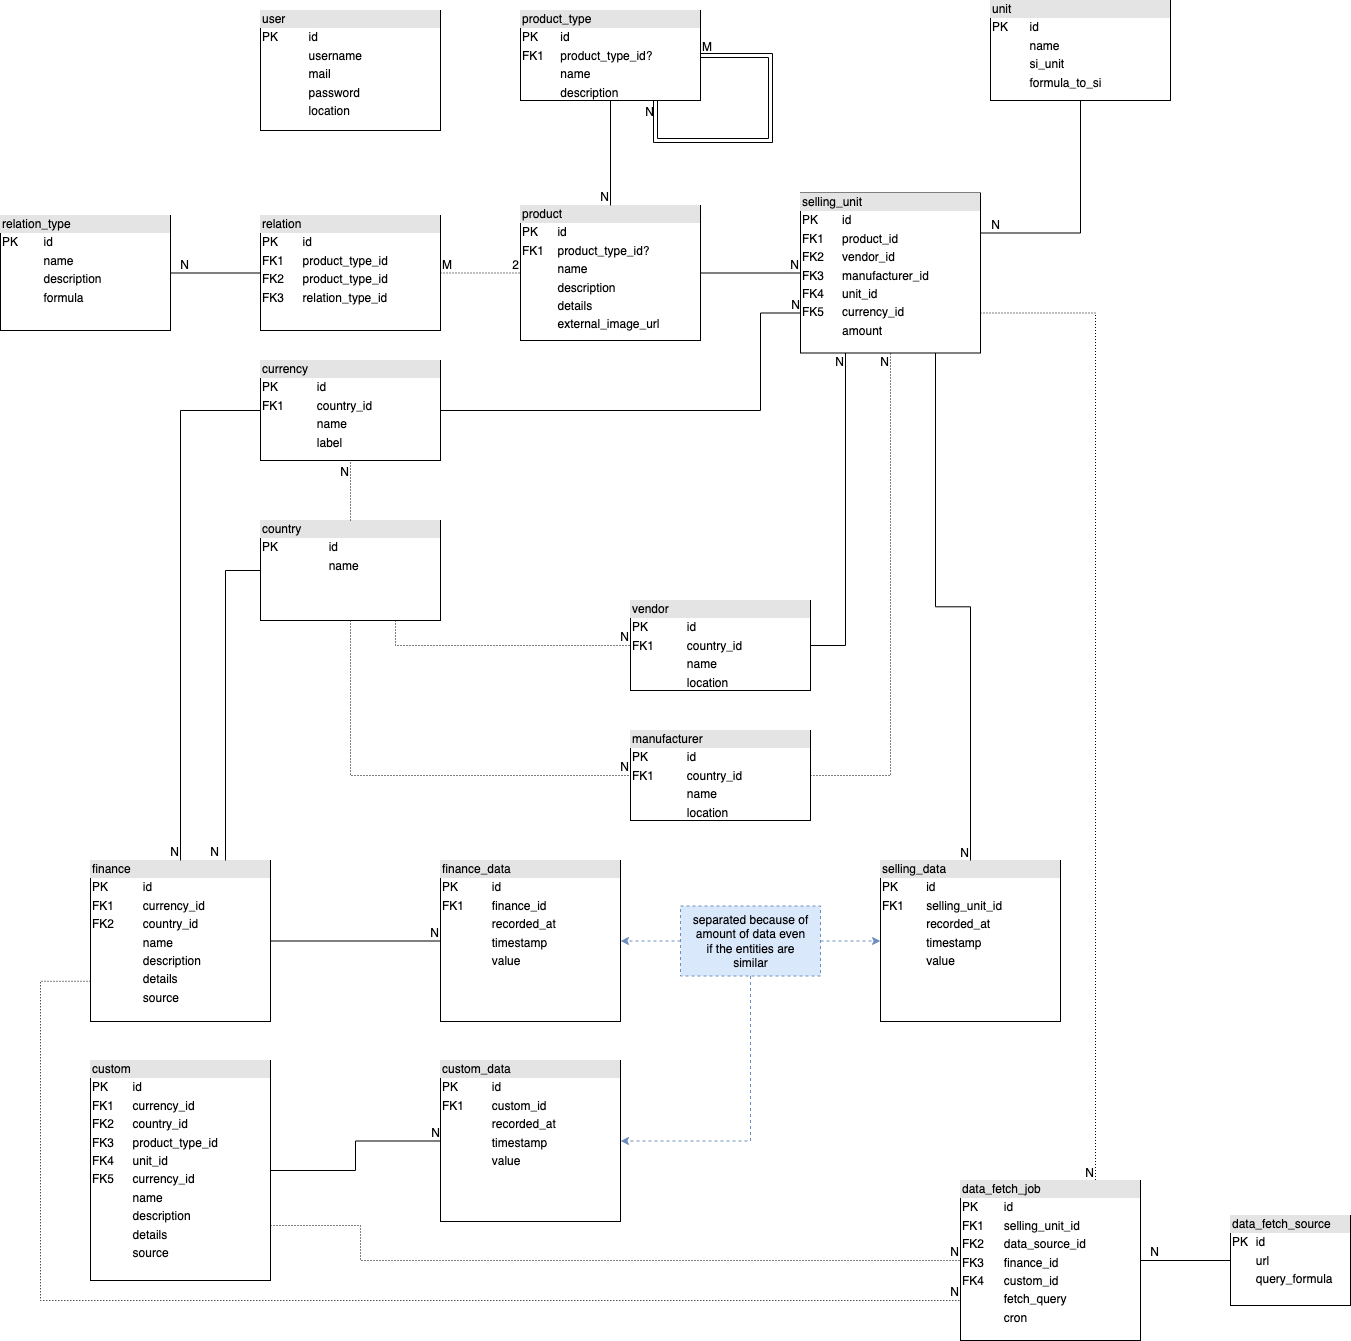 user
PK id
username
mail
password
location
product_type
PK id
FK1 product_type_id?
name
description
M
N
unit
PK id
name
si_unit
formula_to_si
relation_type
PK id
name
description
formula
N
relation
PK id
FK1 product_type_id
FK2 product_type_id
FK3 relation_type_id
M
2
N
product
PK id
FK1 product_type_id?
name
description
details
external_image_url
N
N
selling_unit
PK id
FK1 product_id
FK2 vendor_id
FK3 manufacturer_id
FK4 unit_id
FK5 currency_id
amount
N
N
N
currency
PK id
FK1 country_id
name
label
N
country
PK id
name
vendor
PK id
FK1 country_id
name
location
N
manufacturer
PK id
FK1 country_id
name
location
N
N
N
finance
PK id
FK1 currency_id
FK2 country_id
name
description
details
source
N
finance_data
PK id
FK1 finance_id
recorded_at
timestamp
value
separated because of
amount of data even
if the entities are
similar
N
selling_data
PK id
FK1 selling_unit_id
recorded_at
timestamp
value
custom
PK id
FK1 currency_id
FK2 country_id
FK3 product_type_id
FK4 unit_id
FK5 currency_id
name
description
details
source
N
custom_data
PK id
FK1 custom_id
recorded_at
timestamp
value
N
data_fetch_job
PK id
FK1 selling_unit_id
FK2 data_source_id
FK3 finance_id
FK4 custom_id
fetch_query
cron
N
N
N
data_fetch_source
PK id
url
query_formula